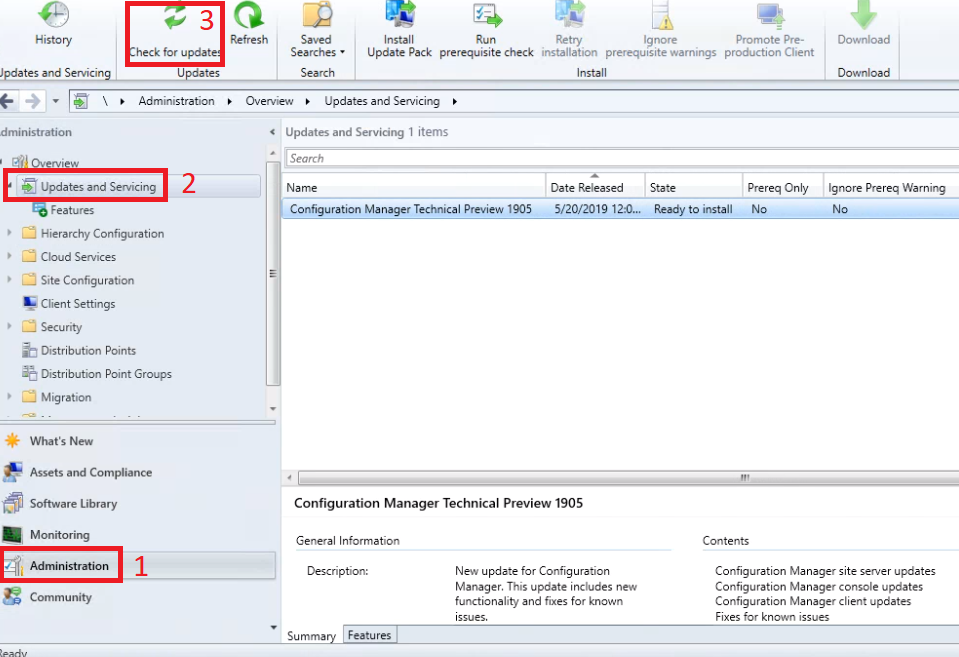 History
Check for updates
3
Refresh
Saved
Searches
Install
Update Pack
Run
prerequisite check
Retry
installation
Ignore
prerequisite warnings
Promote Pre-
production Client
Download
Updates and Servicing
Updates
Search
Install
Download
\ Administration Overview Updates and Servicing
dministration
Overview
Updates and Servicing 2
Features
Hierarchy Configuration
Cloud Services
Site Configuration
Client Settings
Security
Distribution Points
Distribution Point Groups
Migration
What's New
Assets and Compliance
Software Library
Monitoring
Administration 1
Community
Updates and Servicing 1 items
Search
Name Date Released State Prereq Only Ignore Prereq Warning
Configuration Manager Technical Preview 1905 5/20/2019 12:0... Ready to install No No
Configuration Manager Technical Preview 1905
General Information
Description:
New update for Configuration
Manager. This update includes new
functionality and fixes for known
issues.
Contents
Configuration Manager site server updates
Configuration Manager console updates
Configuration Manager client updates
Fixes for known issues
Summary Features
Ready